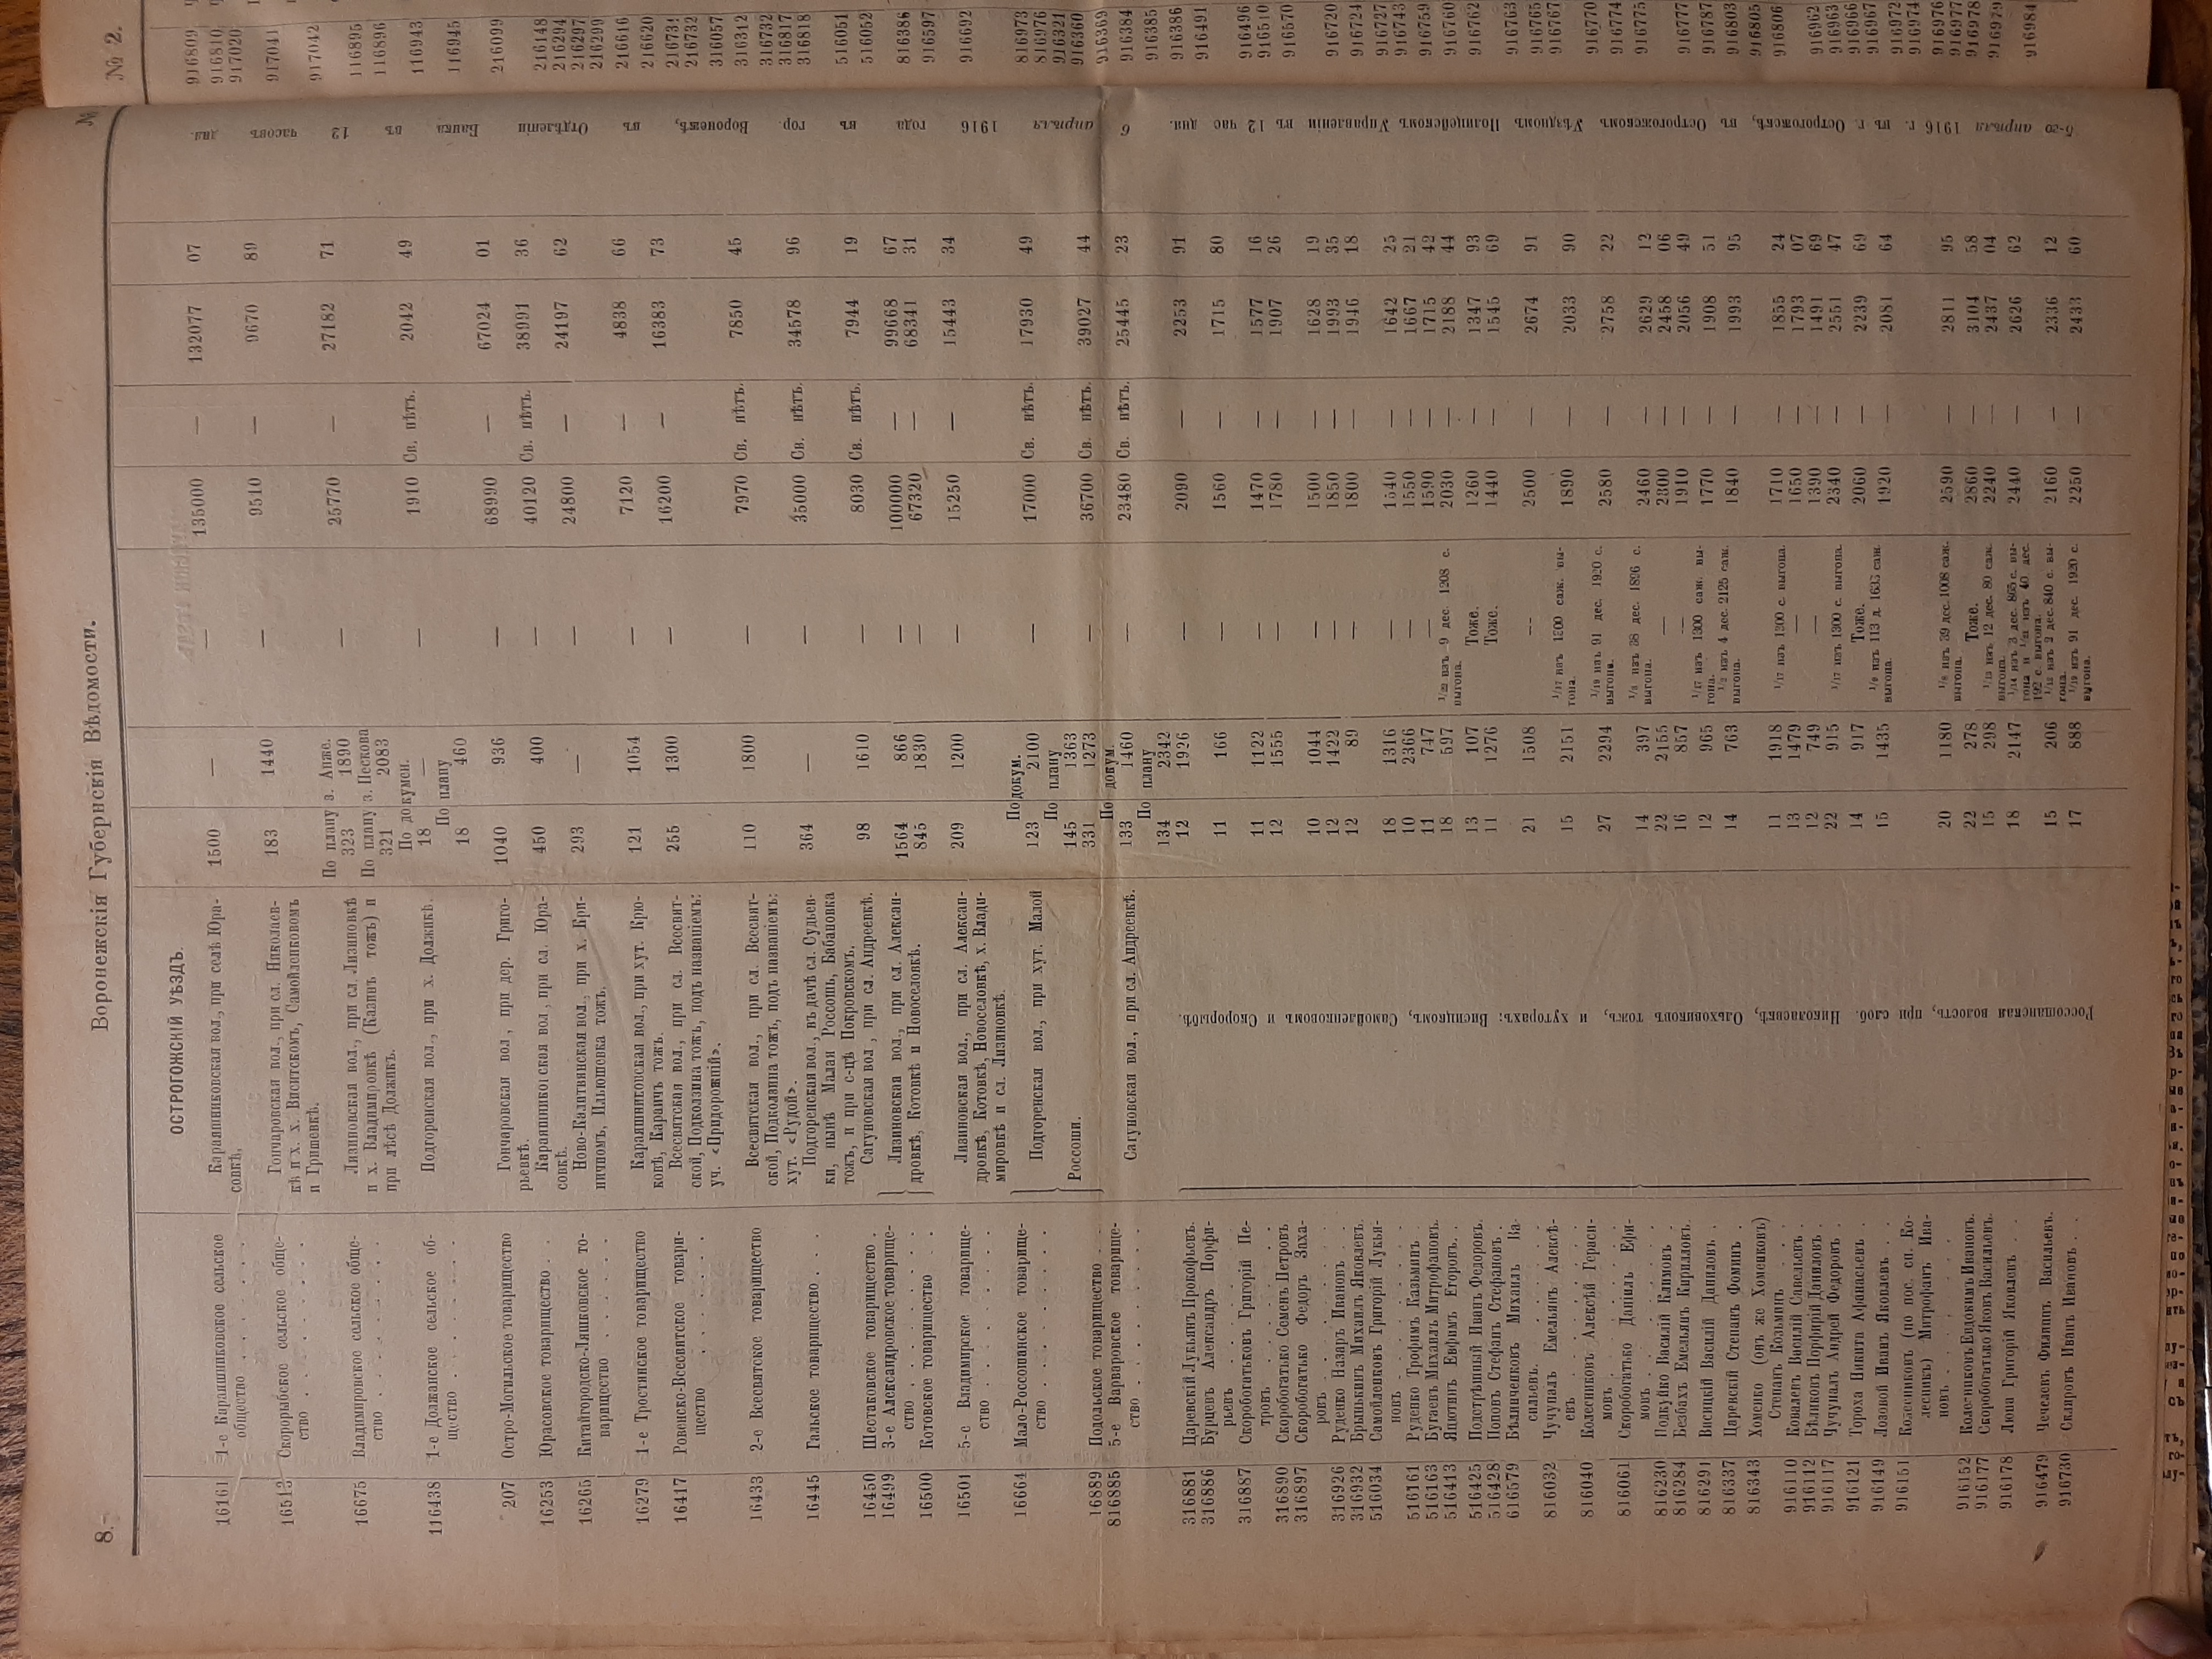 8.
Воронежскія Губернскія Вѣдомости.
№
ОСТРОГОЖСКІЙ УѢЗДЪ.
16161 1-е Караяшниковское сельское общество Караяшниковская вол., при селѣ Юрасовкѣ. 1500 — — 135000 — 132077 07
16513 Скорорыбское сельское общество Гончаровская вол., при сл. Николаевкѣ и х. х. Виситскомъ, Самойленковомъ и Гришевкѣ. 183 1440 — 9510 — 9670 89
16675 Владимировское сельское общество Лизиновская вол., при сл. Лизиновкѣ и х. Владимировкѣ (Казивъ тожъ) и при лѣсѣ Должикъ. По плану з. Анже. 323 1890 По плану з. Пескова 321 2083 — 25770 — 27182 71
116438 1-е Должанское сельское общество Подгоренская вол., при х. Должикѣ. По докумен. 18 — По плану 18 460 — 1910 Св. нѣтъ. 2042 49
207 Остро-Могильское товарищество Гончаровская вол., при дер. Григорьевкѣ. 1040 936 — 68990 — 67024 01
16253 Юрасовское товарищество Караяшниковская вол., при сл. Юрасовкѣ. 450 400 — 40120 Св. нѣтъ. 38991 36
16265 Китайгородско-Ляшковское товарищество Ново-Калитвянская вол., при х. Криничномъ, Ильюшевка тожъ. 293 — — 24800 — 24197 62
16279 1-е Тростянское товарищество Караяшниковская вол., при хут. Крюковѣ, Караичъ тожъ. 121 1054 — 7120 — 4838 66
16417 Ровенско-Всесвятское товарищество Всесвятская вол., при сл. Всесвятской, Подколзина тожъ, подъ названіемъ: уч. «Придорожній». 255 1300 — 16200 — 16383 73
16433 2-е Всесвятское товарищество Всесвятская вол., при сл. Всесвятской, Подколзина тожъ, подъ названіемъ: хут. «Рудой». 110 1800 — 7970 Св. нѣтъ. 7850 45
16445 Гальское товарищество Подгоренская вол., въ дачѣ сл. Судьевки, нынѣ Малая Россошь, Бабановка тожъ, и при с-цѣ Покровскомъ. 364 — — 35000 Св. нѣтъ. 34578 96
16450 Шестаковское товарищество Сагуновская вол., при сл. Андреевкѣ. 98 1610 — 8030 Св. нѣтъ. 7944 19
16499 3-е Александровское товарищество Лизиновская вол., при сл. Александровкѣ, Котовкѣ и Новоселовкѣ. 1564 866 — 100000 — 99668 67
16500 Котовское товарищество 845 1830 — 67320 — 68341 31
16501 5-е Владимирское товарищество Лизиновская вол., при сл. Александровкѣ, Котовкѣ, Новоселовкѣ, х. Владимировкѣ и сл. Лизиновкѣ. 209 1200 — 15250 — 15443 34
16664 Мало-Россошанское товарищество Подгоренская вол., при хут. Малой Россоши. По докум. 123 2100 По плану 145 1363 — 17000 Св. нѣтъ. 17930 49
16889 Подольское товарищество 331 1273 — 36700 Св. нѣтъ. 39027 44
816885 5-е Варваровское товарищество Сагуновская вол., при сл. Андреевкѣ. По докум. 133 1460 По плану 134 2342 — 23480 Св. нѣтъ. 25445 23
Россошанская волость, при слоб. Николаевкѣ, Ольховиковъ тожъ, и хуторахъ: Висицкомъ, Самойленковомъ и Скорорыбѣ.
316881 Царевскій Лукьянъ Прокофьевъ. 12 1926 — 2090 — 2253 91
316886 Бурцевъ Александръ Порфирьевъ 11 166 — 1560 — 1715 80
316887 Скоробогатьковъ Григорій Петровъ 11 1122 — 1470 — 1577 16
316890 Скоробогатько Семенъ Петровъ 12 1555 — 1780 — 1907 26
316897 Скоробогатько Федоръ Захаровъ 10 1044 — 1500 — 1628 19
316926 Руденко Назаръ Ивановъ 12 1422 — 1850 — 1993 35
316932 Брынькинъ Михаилъ Яковлевъ. 12 89 — 1800 — 1946 18
516034 Самойленковъ Григорій Лукьяновъ 18 1316 — 1540 — 1642 25
516161 Руденко Трофимъ Казьминъ 10 2366 — 1550 — 1667 21
516163 Бугаевъ Михаилъ Митрофановъ. 11 747 — 1590 — 1715 42
516413 Яцютинъ Евфимъ Егоровъ. 18 597 1/22 изъ 9 дес. 1208 с. выгона. 2030 — 2188 44
516425 Подстрѣшный Иванъ Федоровъ. 13 107 Тоже. 1260 — 1347 93
516428 Поповъ Стефанъ Стефановъ 11 1276 Тоже. 1440 — 1545 69
616579 Бѣлинченковъ Михаилъ Васильевъ. 21 1508 — 2500 — 2674 91
816032 Чучупалъ Емельянъ Алексѣевъ 15 2151 1/17 изъ 1300 саж. выгона. 1890 — 2033 90
816040 Колесниковъ Алексѣй Герасимовъ 27 2294 1/19 изъ 91 дес. 1920 с. выгона. 2580 — 2758 22
816061 Скоробогатько Даніилъ Ефимовъ 14 397 1/8 изъ 38 дес. 1896 с. выгона. 2460 — 2629 12
816230 Подкуйко Василій Климовъ 22 2155 — 2300 — 2458 06
816284 Безбахъ Емельянъ Кирилловъ. 16 857 — 1910 — 2056 49
816291 Висицкій Василій Даниловъ 12 965 1/17 изъ 1300 саж. выгона. 1770 — 1908 51
816337 Царевскій Степанъ Фоминъ 14 763 1/2 изъ 4 дес. 2125 саж. выгона. 1840 — 1993 95
816343 Хоменко (онъ же Хоменковъ) Степанъ Козьминъ 11 1918 1/17 изъ 1300 с. выгона. 1710 — 1855 24
916110 Ковалевъ Василій Савельевъ 13 1479 — 1650 — 1793 07
916112 Бѣликовъ Порфирій Даниловъ 12 749 — 1390 — 1491 69
916117 Чучупалъ Андрей Федоровъ 22 915 1/17 изъ 1300 с. выгона. 2340 — 2551 47
916121 Тороха Никита Афанасьевъ 14 917 Тоже. 2060 — 2239 69
916149 Лозовой Иванъ Яковлевъ 15 1435 1/9 изъ 113 д. 1633 саж. выгона. 1920 — 2081 64
916151 Колесниковъ (по пос. сп. Колесникъ) Митрофанъ Ивановъ 20 1180 1/8 изъ 39 дес. 1008 саж. выгона. 2590 — 2811 95
916152 Колесниковъ Евдокимъ Ивановъ. 22 278 Тоже. 2860 — 3104 58
916177 Скоробогатько Яковъ Васильевъ. 15 298 1/13 изъ 12 дес. 80 саж. выгона. 2240 — 2437 04
916178 Люпа Григорій Яковлевъ 18 2147 1/14 изъ 3 дес. 865 с. выгона и изъ 40 дес. 192 с. выгона. 2440 — 2626 62
916479 Чечелевъ Филиппъ Васильевъ. 15 206 изъ 2 дес. 840 с. выгона. 2160 — 2336 12
916730 Скляровъ Иванъ Ивановъ 17 888 1/19 изъ 91 дес. 1920 с. выгона. 2250 — 2433 60
5-го апрѣля 1916 г. въ г. Острогожскѣ, въ Острогожскомъ Уѣздномъ Полицейскомъ Управленіи въ 12 час дни.
6 апрѣля 1916 года въ гор. Воронежѣ, въ Отдѣленіи Банка въ 12 часовъ дня.
№ 2.
916809
916810
917020
917041
917042
116895
116896
116943
116945
216099
216148
216294
216297
216299
216616
216620
216731
216732
316057
316312
316732
316817
316818
516051
516052
816386
916597
916692
816973
816976
916321
916360
916369
916384
916385
916386
916491
916496
916510
916570
916720
916724
916727
916743
916759
916760
916762
916763
916765
916767
916770
916774
916775
916777
916787
916803
916805
916806
916962
916963
916966
916967
916972
916974
916976
916977
916978
916979
916984